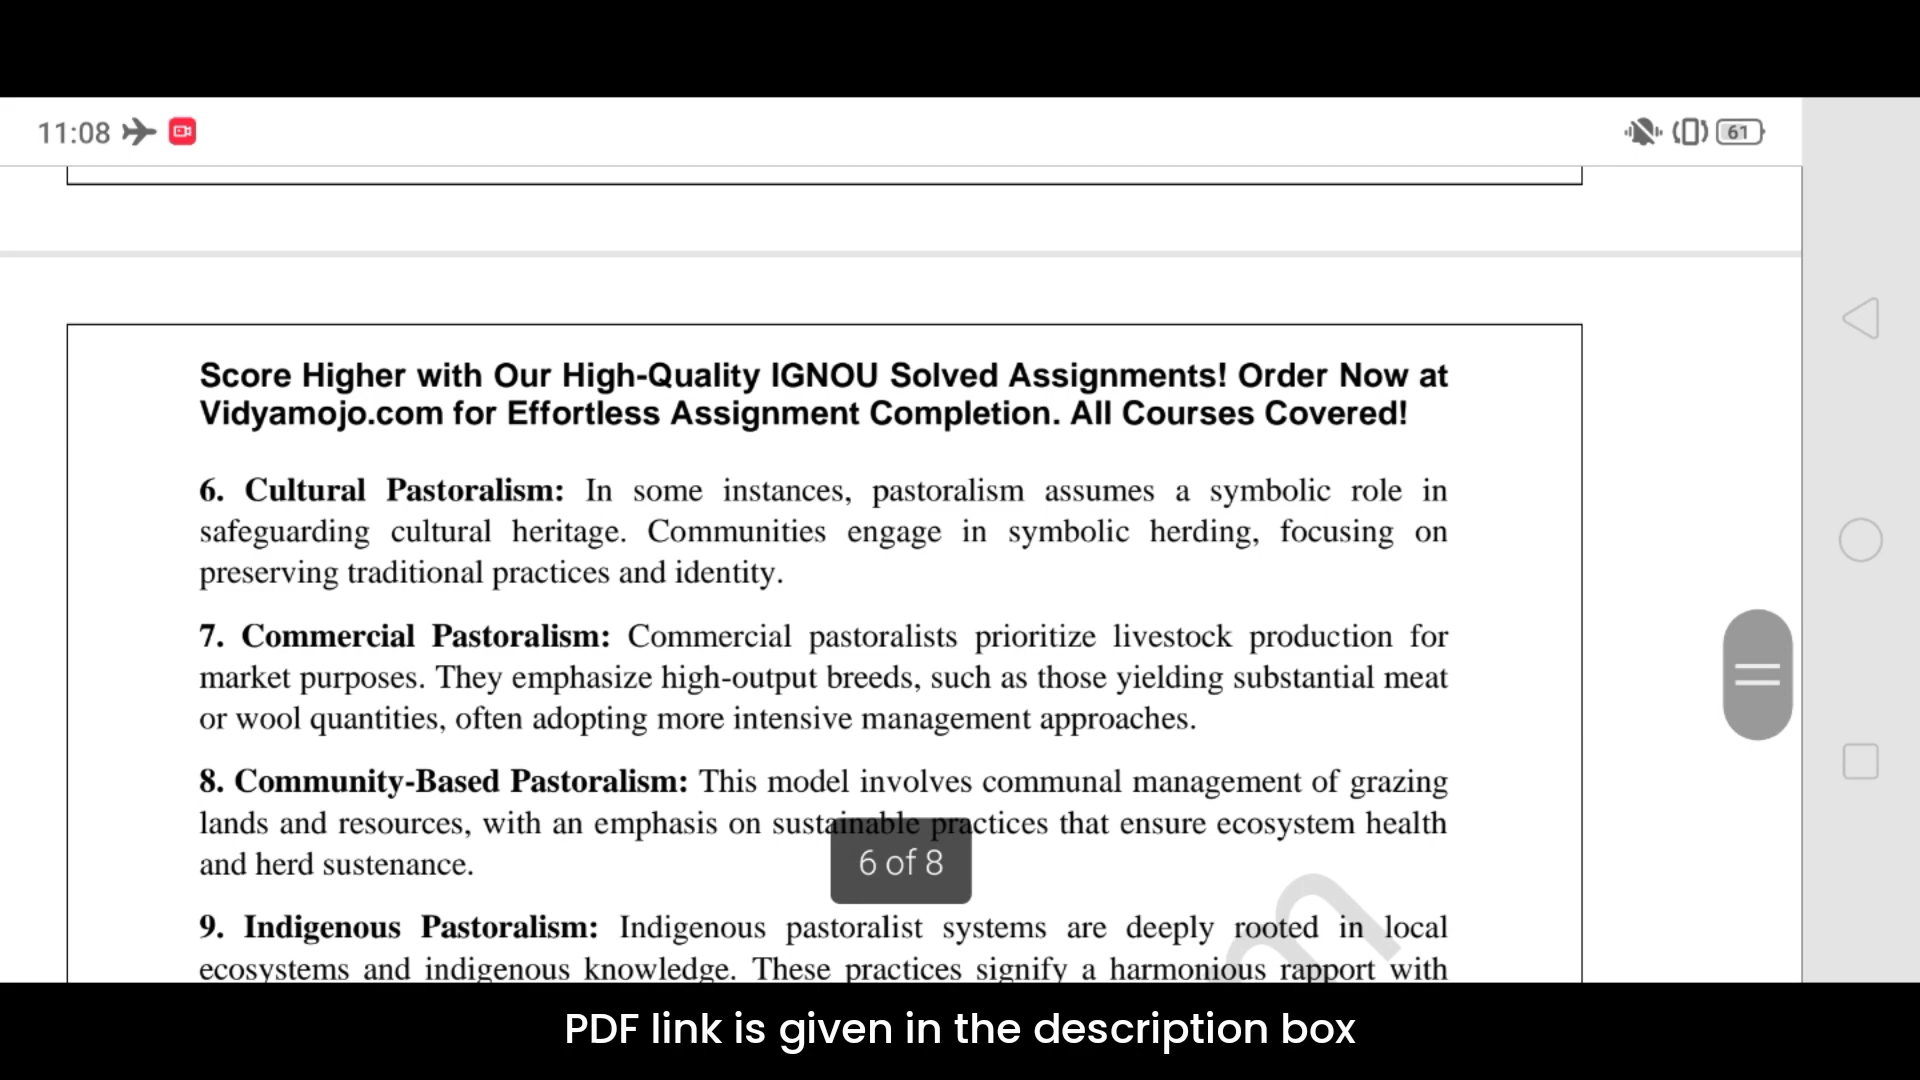 11:08
61
Score Higher with Our High-Quality IGNOU Solved Assignments! Order Now at
Vidyamojo.com for Effortless Assignment Completion. All Courses Covered!
6. Cultural Pastoralism: In some instances, pastoralism assumes a symbolic role in
safeguarding cultural heritage. Communities engage in symbolic herding, focusing on
preserving traditional practices and identity.
7. Commercial Pastoralism: Commercial pastoralists prioritize livestock production for
market purposes. They emphasize high-output breeds, such as those yielding substantial meat
or wool quantities, often adopting more intensive management approaches.
8. Community-Based Pastoralism: This model involves communal management of grazing
lands and resources, with an emphasis on sustainable practices that ensure ecosystem health
and herd sustenance.
6 of 8
9. Indigenous Pastoralism: Indigenous pastoralist systems are deeply rooted in local
ecosystems and indigenous knowledge. These practices signify a harmonious rapport with
PDF link is given in the description box